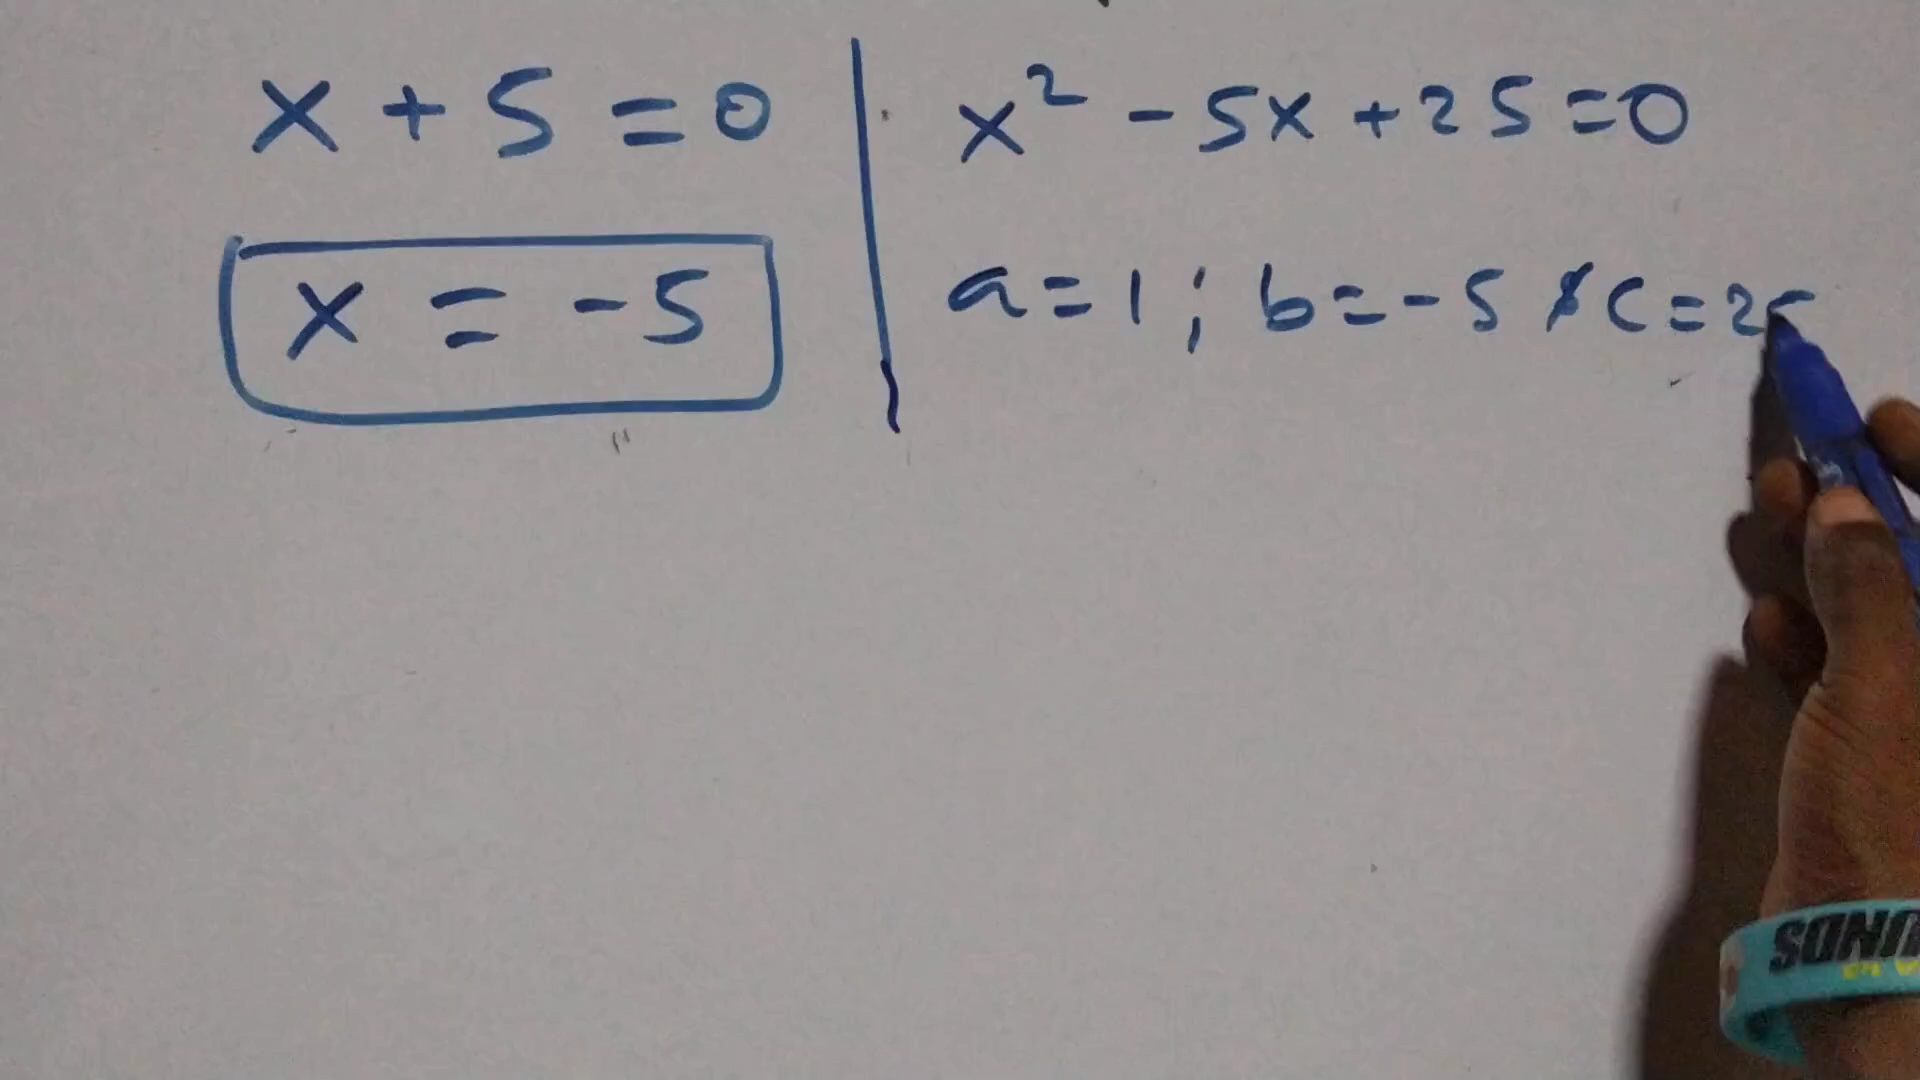 x + 5 = 0
x = -5
x² - 5x + 25 = 0
a = 1 ; b = -5 & c = 25